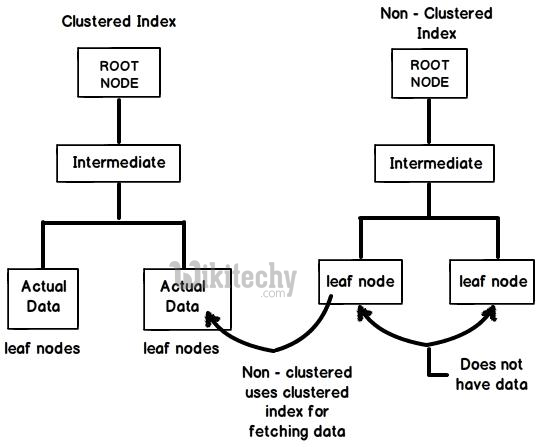 Clustered Index
ROOT
NODE
Intermediate
Actual
Data
leaf nodes
Actual
Data
leaf nodes
Non - Clustered
Index
ROOT
NODE
Intermediate
leaf node
leaf node
Non - clustered
uses clustered
index for
fetching data
Does not
have data
Wikitechy
.com